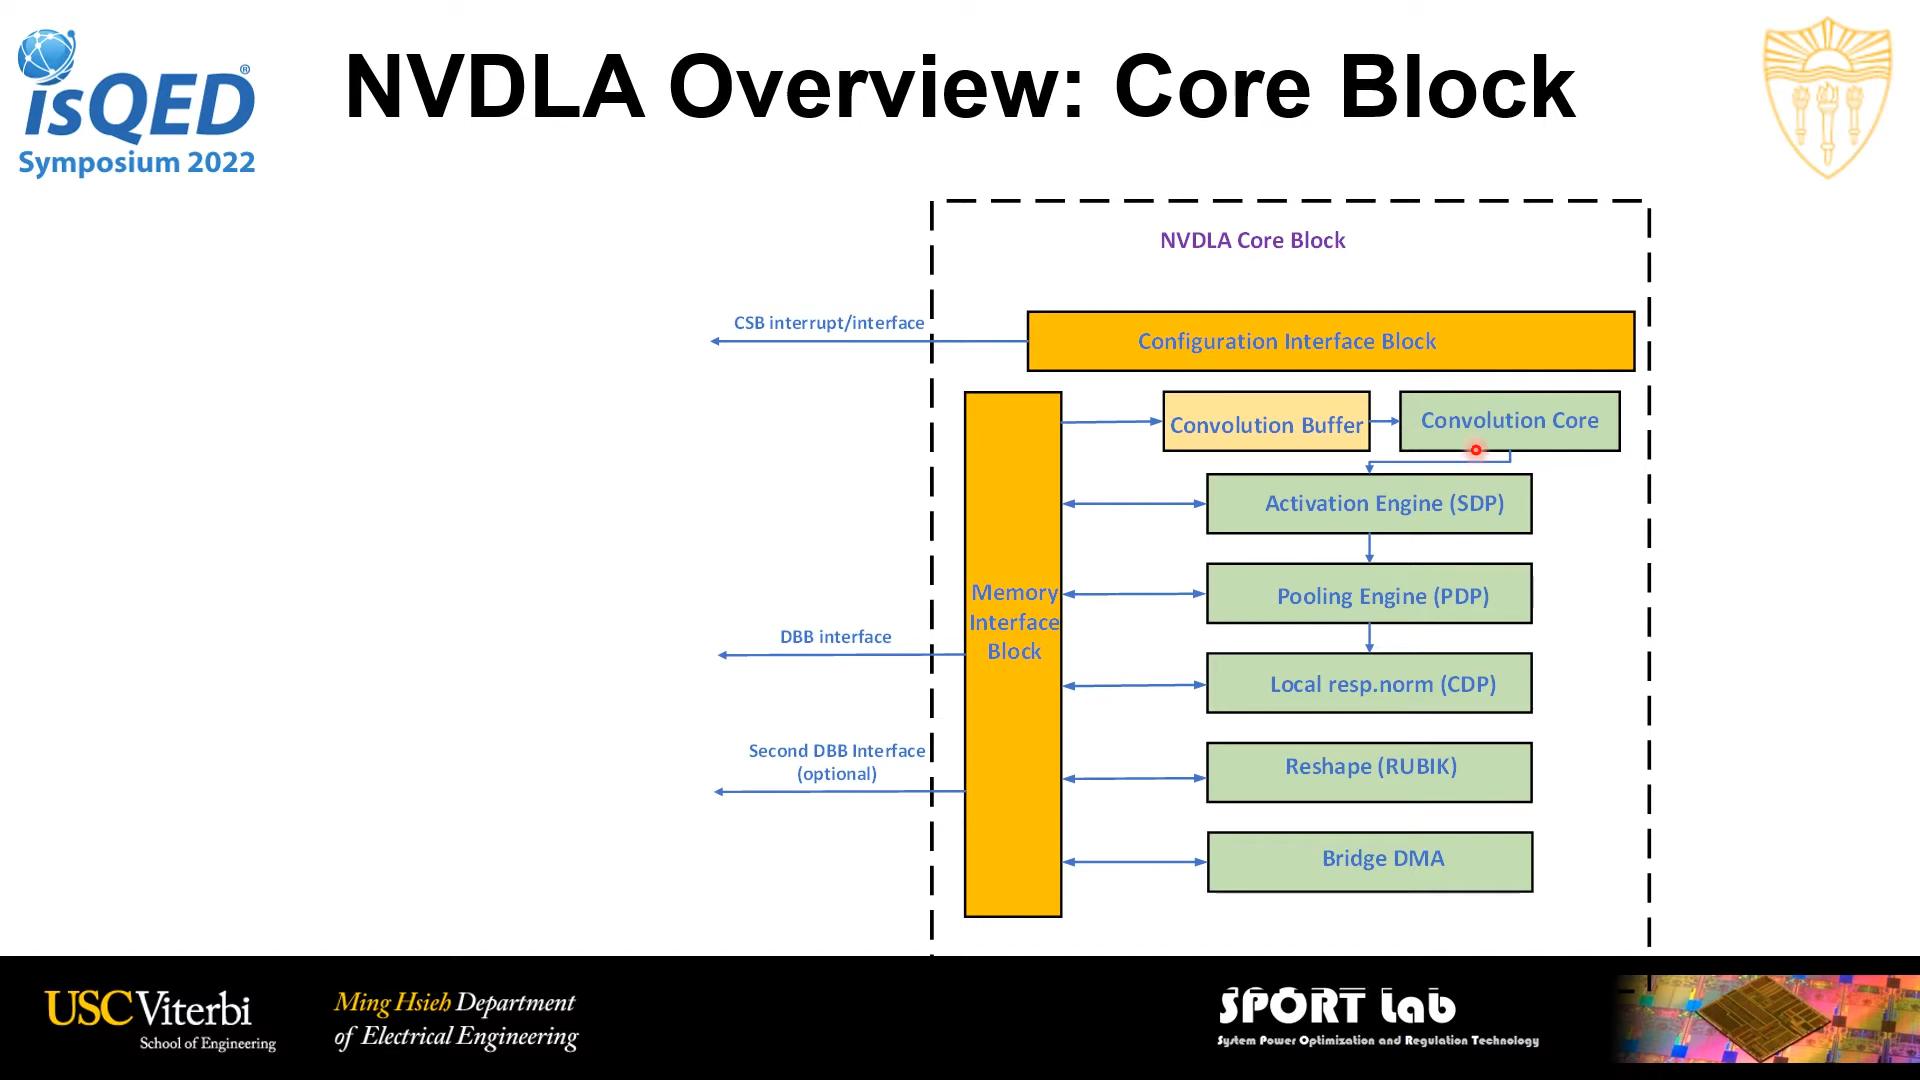 isQED®
Symposium 2022
NVDLA Overview: Core Block
NVDLA Core Block
CSB interrupt/interface
Configuration Interface Block
Convolution Buffer
Convolution Core
Activation Engine (SDP)
Memory
Interface
Block
Pooling Engine (PDP)
DBB interface
Local resp.norm (CDP)
Second DBB Interface
(optional)
Reshape (RUBIK)
Bridge DMA
USC Viterbi
School of Engineering
Ming Hsieh Department
of Electrical Engineering
SPORT Lab
System Power Optimization and Regulation Technology